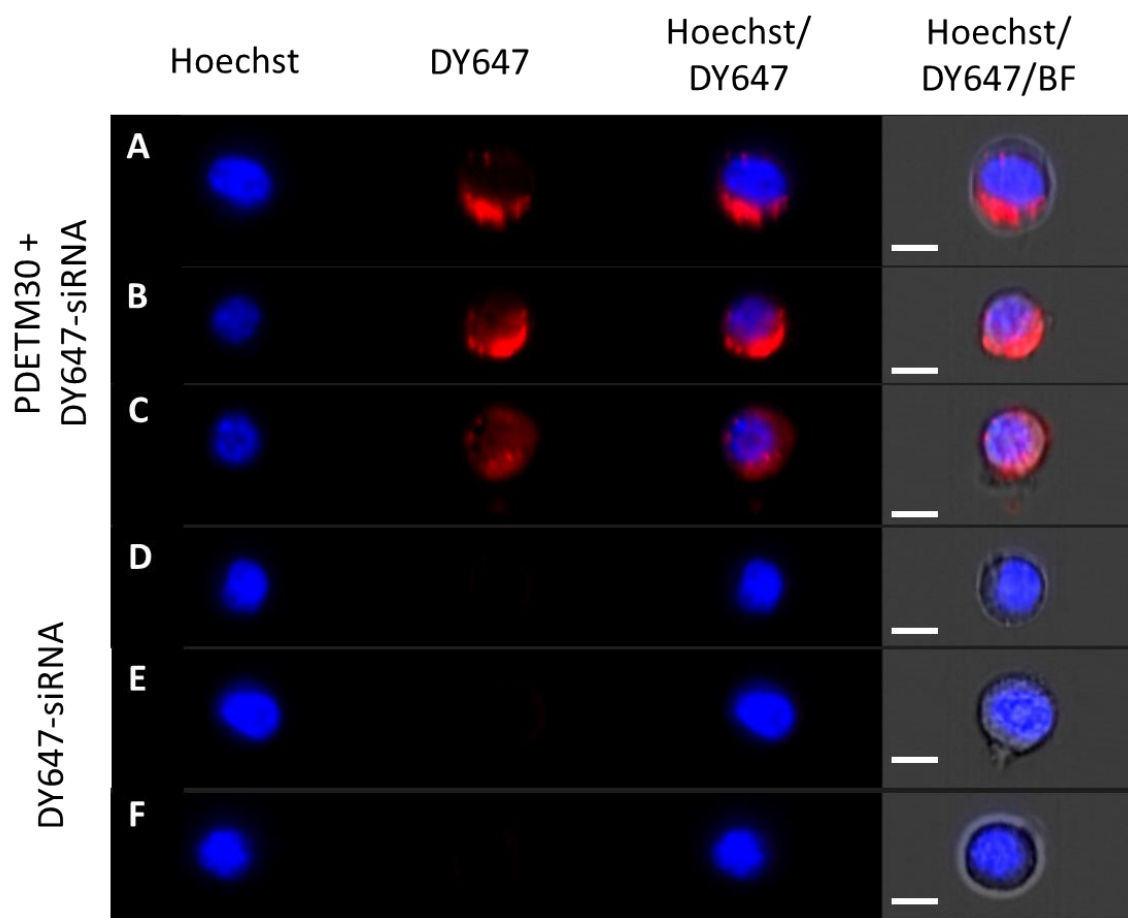 Hoechst
DY647
Hoechst/
DY647
Hoechst/
DY647/BF
PDETM30 +
DY647-siRNA
A
B
C
DY647-siRNA
D
E
F